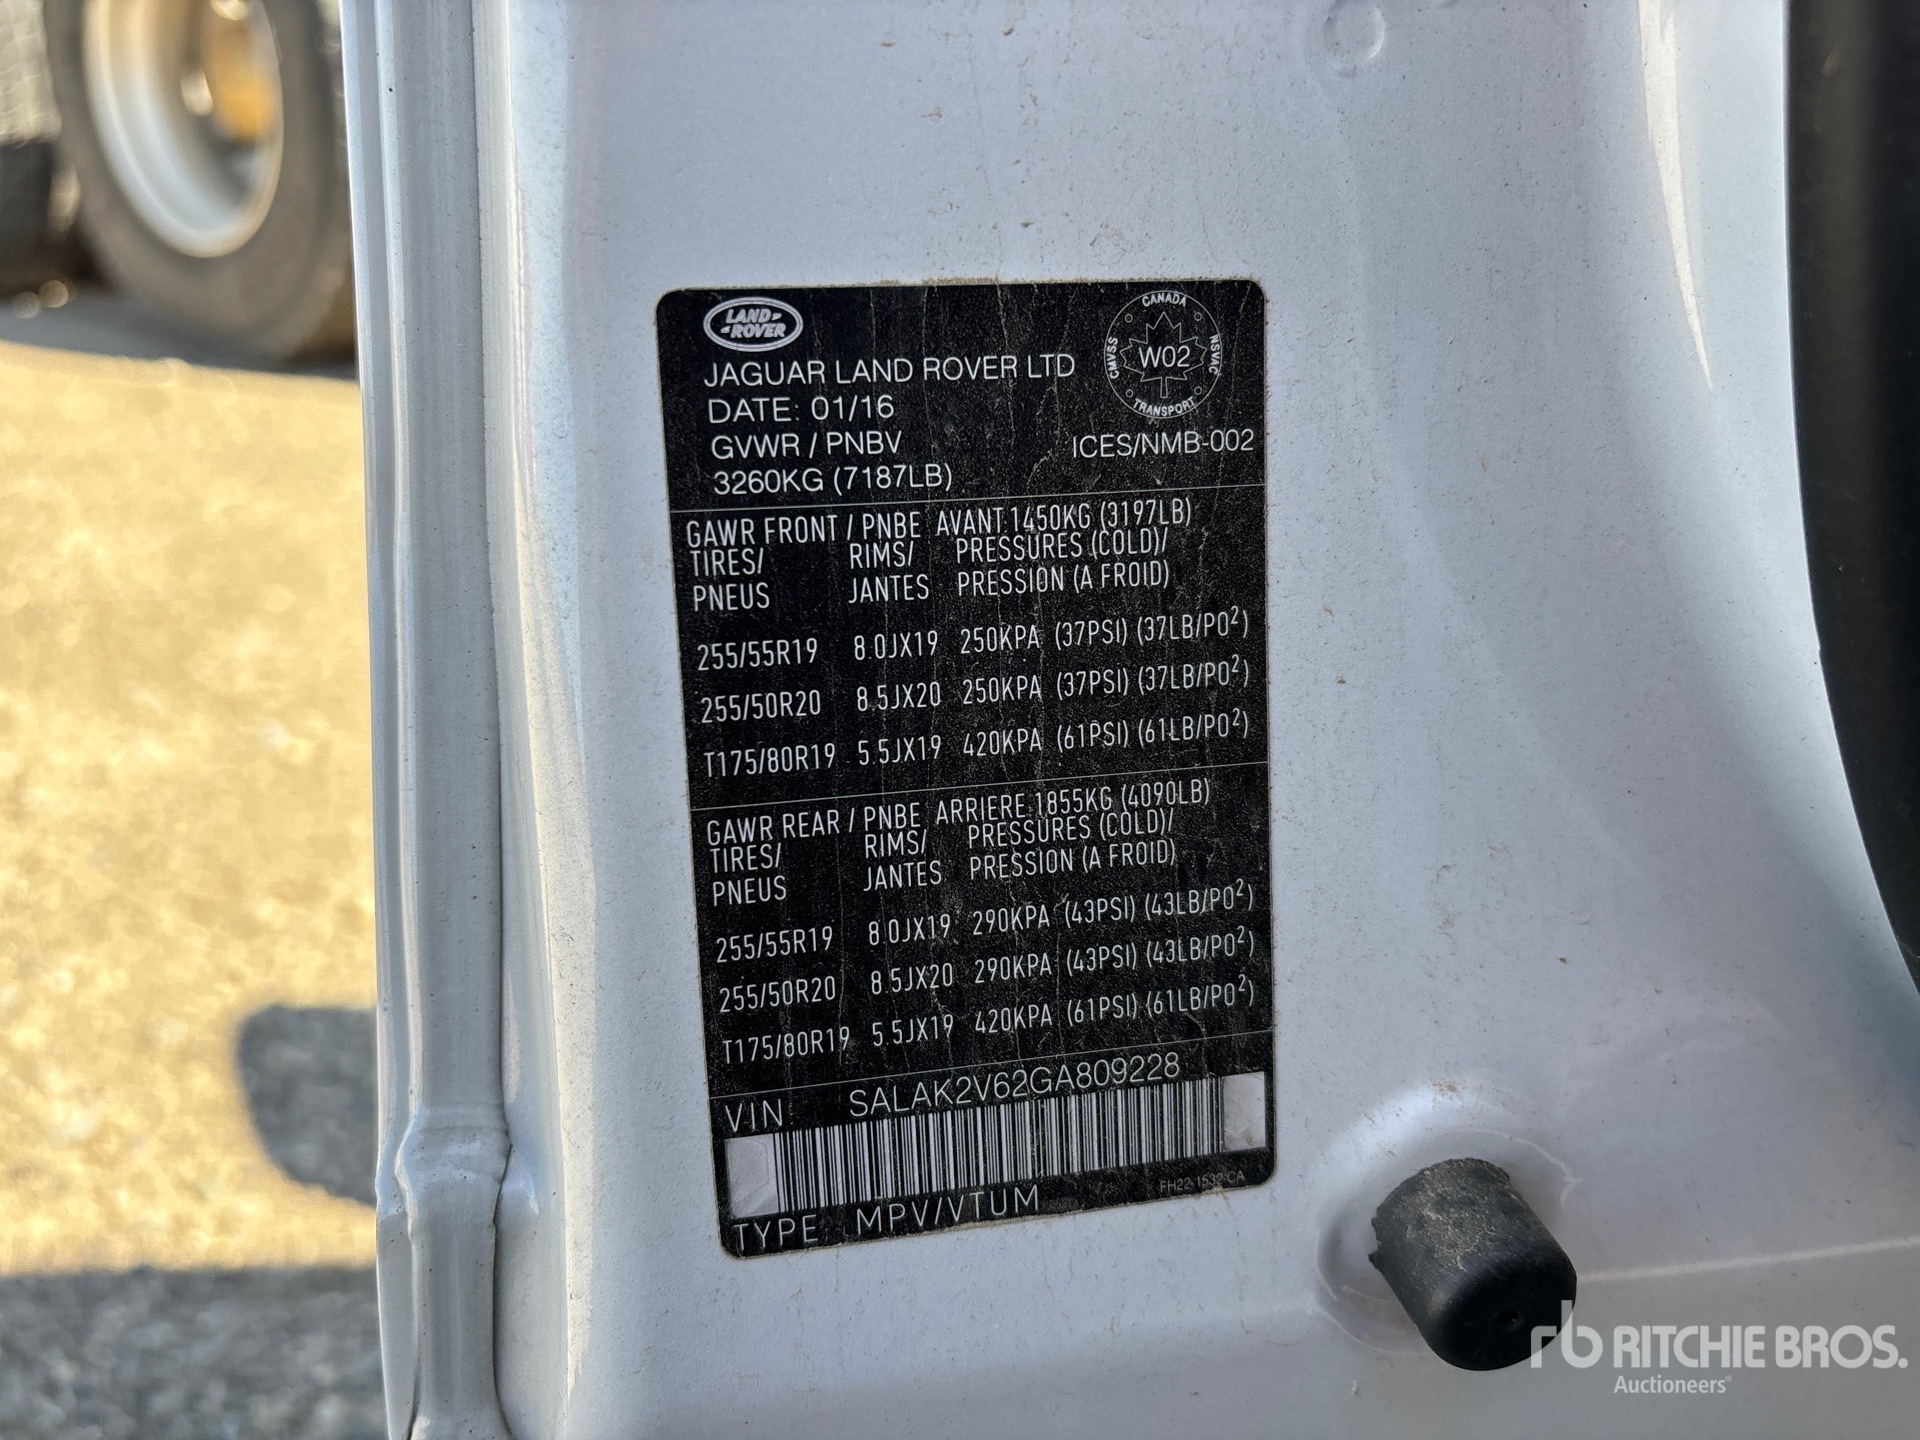 LAND-
-ROVER
CANADA
CMVSS
W02
NSVAC
TRANSPORT
JAGUAR LAND ROVER LTD
DATE: 01/16
GVWR / PNBV ICES/NMB-002
3260KG (7187LB)
GAWR FRONT / PNBE AVANT 1450KG (3197LB)
TIRES/ RIMS/ PRESSURES (COLD)/
PNEUS JANTES PRESSION (A FROID)
255/55R19 8.0JX19 250KPA (37PSI) (37LB/PO²)
255/50R20 8.5JX20 250KPA (37PSI) (37LB/PO²)
T175/80R19 5.5JX19 420KPA (61PSI) (61LB/PO²)
GAWR REAR / PNBE ARRIERE 1855KG (4090LB)
TIRES/ RIMS/ PRESSURES (COLD)/
PNEUS JANTES PRESSION (A FROID)
255/55R19 8.0JX19 290KPA (43PSI) (43LB/PO²)
255/50R20 8.5JX20 290KPA (43PSI) (43LB/PO²)
T175/80R19 5.5JX19 420KPA (61PSI) (61LB/PO²)
VIN SALAK2V62GA809228
TYPE MPV/VTUM FH22-1532-CA
rb RITCHIE BROS.
Auctioneers